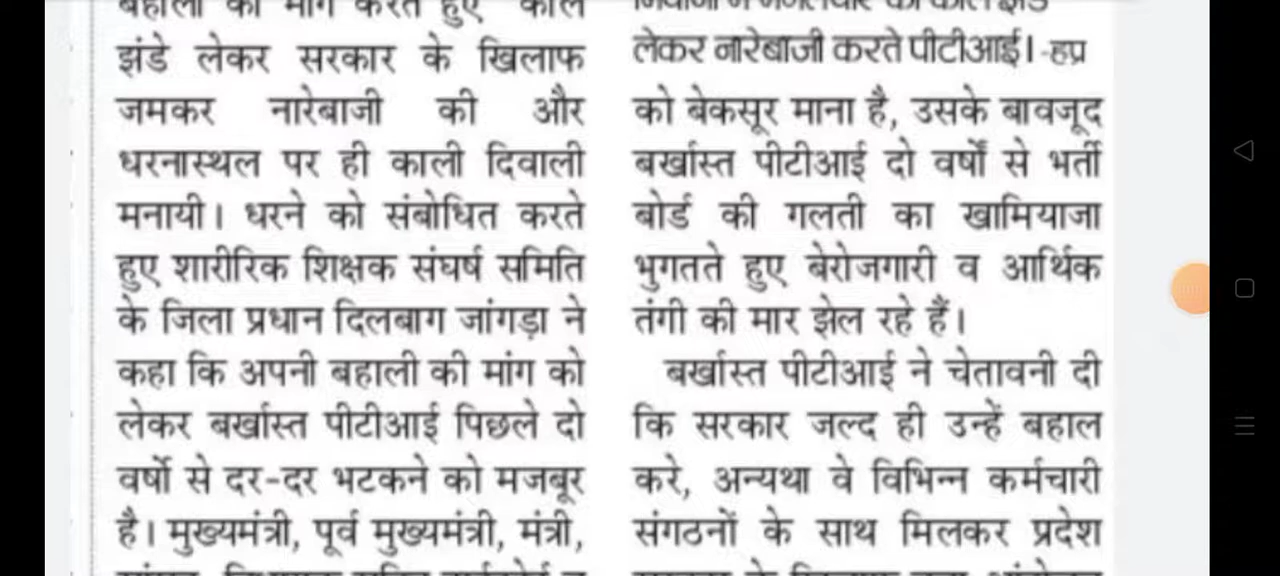 बहाली की मांग करते हुए काले
झंडे लेकर सरकार के खिलाफ
जमकर नारेबाजी की और
धरनास्थल पर ही काली दिवाली
मनायी। धरने को संबोधित करते
हुए शारीरिक शिक्षक संघर्ष समिति
के जिला प्रधान दिलबाग जांगड़ा ने
कहा कि अपनी बहाली की मांग को
लेकर बर्खास्त पीटीआई पिछले दो
वर्षो से दर-दर भटकने को मजबूर
है। मुख्यमंत्री, पूर्व मुख्यमंत्री, मंत्री,
लेकर नारेबाजी करते पीटीआई। -हप्र
को बेकसूर माना है, उसके बावजूद
बर्खास्त पीटीआई दो वर्षों से भर्ती
बोर्ड की गलती का खामियाजा
भुगतते हुए बेरोजगारी व आर्थिक
तंगी की मार झेल रहे हैं।
बर्खास्त पीटीआई ने चेतावनी दी
कि सरकार जल्द ही उन्हें बहाल
करे, अन्यथा वे विभिन्न कर्मचारी
संगठनों के साथ मिलकर प्रदेश